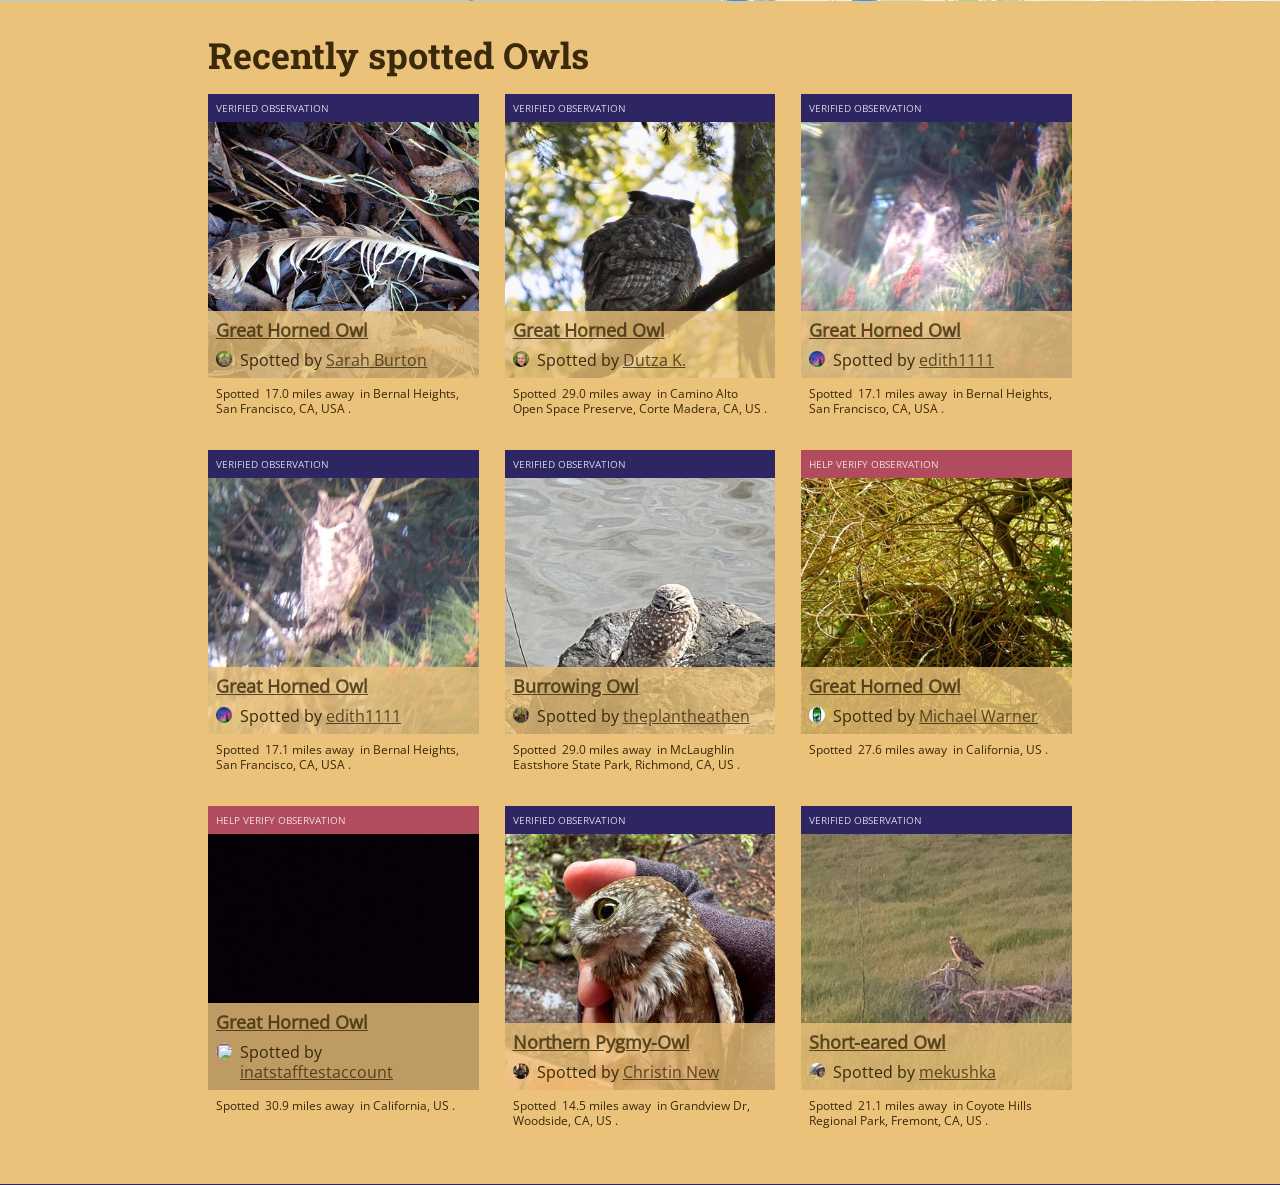 Recently spotted Owls
VERIFIED OBSERVATION
Great Horned Owl
Spotted by Sarah Burton
Spotted 17.0 miles away in Bernal Heights,
San Francisco, CA, USA .
VERIFIED OBSERVATION
Great Horned Owl
Spotted by Dutza K.
Spotted 29.0 miles away in Camino Alto
Open Space Preserve, Corte Madera, CA, US .
VERIFIED OBSERVATION
Great Horned Owl
Spotted by edith1111
Spotted 17.1 miles away in Bernal Heights,
San Francisco, CA, USA .
VERIFIED OBSERVATION
Great Horned Owl
Spotted by edith1111
Spotted 17.1 miles away in Bernal Heights,
San Francisco, CA, USA .
VERIFIED OBSERVATION
Burrowing Owl
Spotted by theplantheathen
Spotted 29.0 miles away in McLaughlin
Eastshore State Park, Richmond, CA, US .
HELP VERIFY OBSERVATION
Great Horned Owl
Spotted by Michael Warner
Spotted 27.6 miles away in California, US .
HELP VERIFY OBSERVATION
Great Horned Owl
Spotted by
inatstafftestaccount
Spotted 30.9 miles away in California, US .
VERIFIED OBSERVATION
Northern Pygmy-Owl
Spotted by Christin New
Spotted 14.5 miles away in Grandview Dr,
Woodside, CA, US .
VERIFIED OBSERVATION
Short-eared Owl
Spotted by mekushka
Spotted 21.1 miles away in Coyote Hills
Regional Park, Fremont, CA, US .